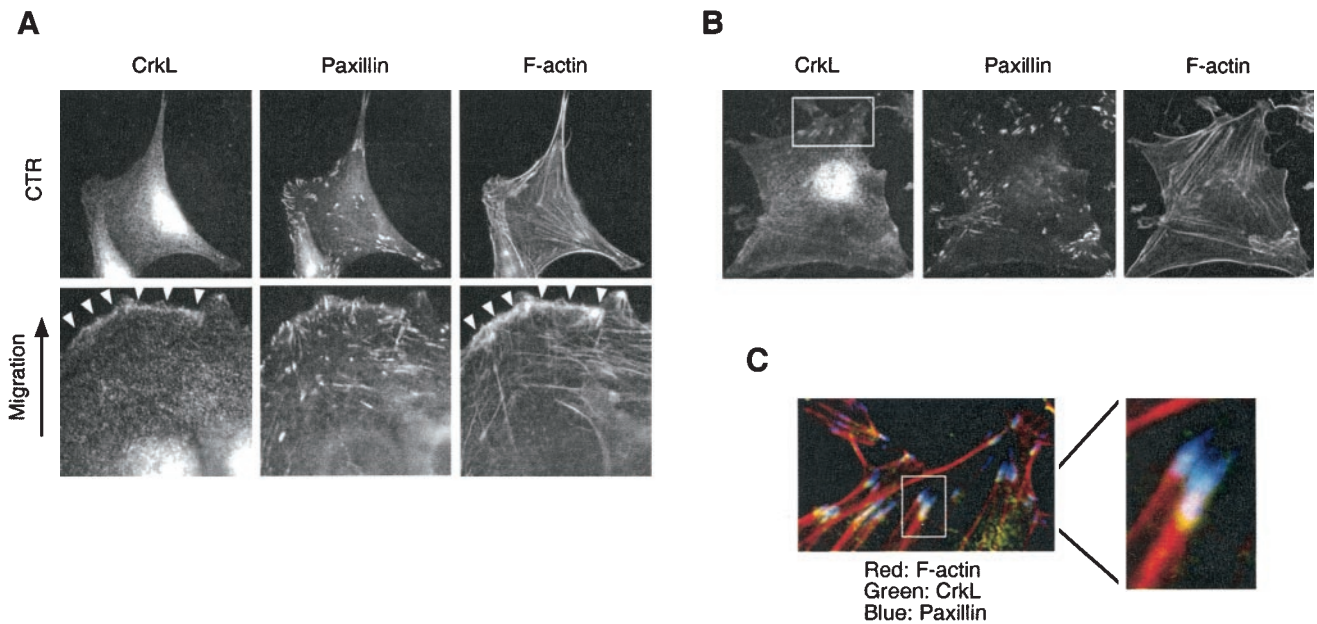 A
CrkL Paxillin F-actin
CTR
Migration
B
CrkL Paxillin F-actin
C
Red: F-actin
Green: CrkL
Blue: Paxillin